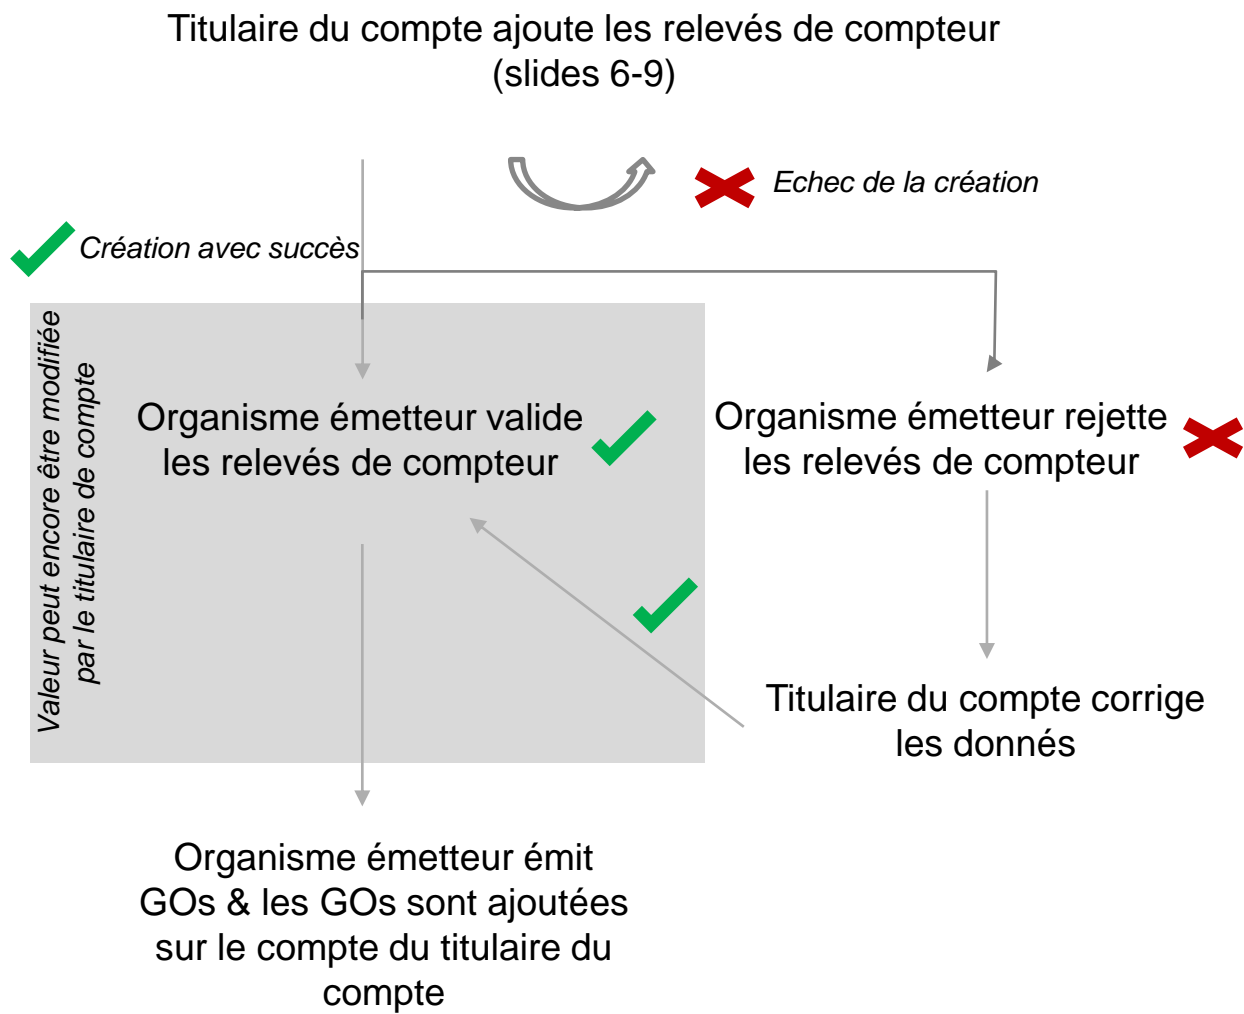 Titulaire du compte ajoute les relevés de compteur
(slides 6-9)
Echec de la création
Création avec succès
Valeur peut encore être modifiée
par le titulaire de compte
Organisme émetteur valide
les relevés de compteur
Organisme émetteur rejette
les relevés de compteur
Titulaire du compte corrige
les donnés
Organisme émetteur émit
GOs & les GOs sont ajoutées
sur le compte du titulaire du
compte